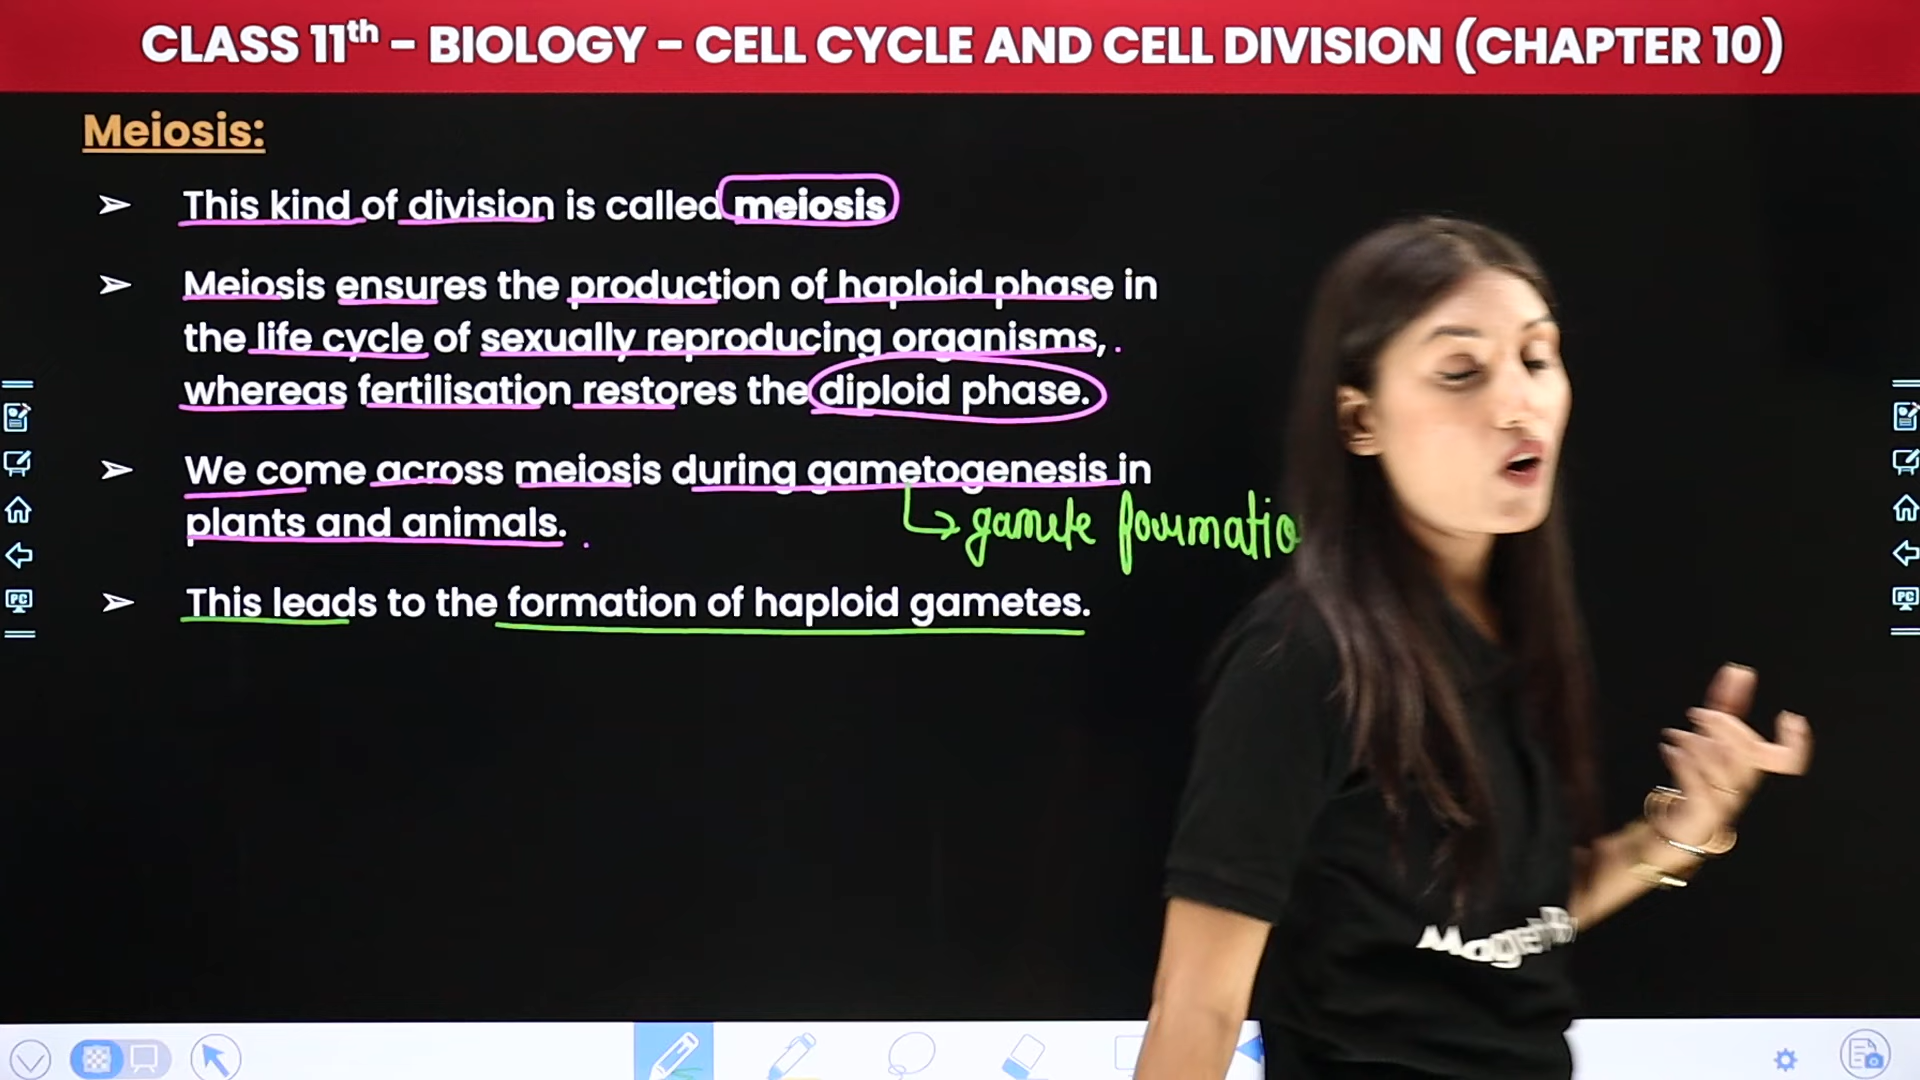 CLASS 11th – BIOLOGY – CELL CYCLE AND CELL DIVISION (CHAPTER 10)
Meiosis:
➢ This kind of division is called meiosis
➢ Meiosis ensures the production of haploid phase in
the life cycle of sexually reproducing organisms,
whereas fertilisation restores the diploid phase.
➢ We come across meiosis during gametogenesis in
plants and animals.
gamete
➢ This leads to the formation of haploid gametes.
PC
PC